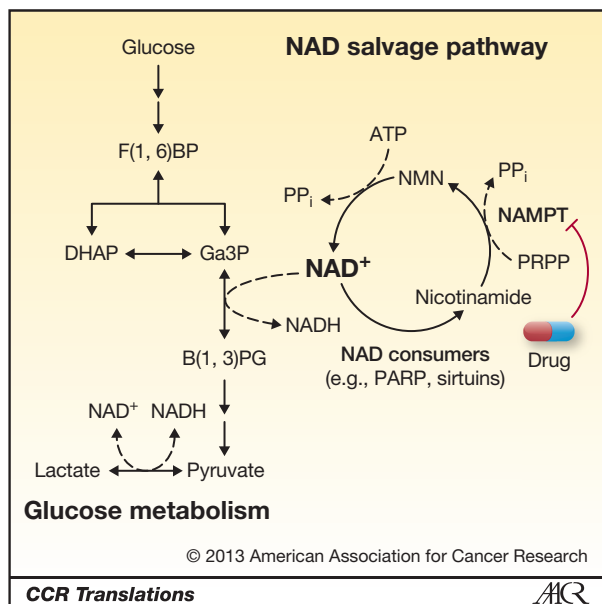 Glucose
NAD salvage pathway
F(1, 6)BP
DHAP
Ga3P
ATP
PPi
NMN
PPi
NAMPT
PRPP
NAD+
Nicotinamide
NADH
NAD consumers
(e.g., PARP, sirtuins)
Drug
B(1, 3)PG
NAD+
NADH
Lactate
Pyruvate
Glucose metabolism
© 2013 American Association for Cancer Research
CCR Translations
AACR